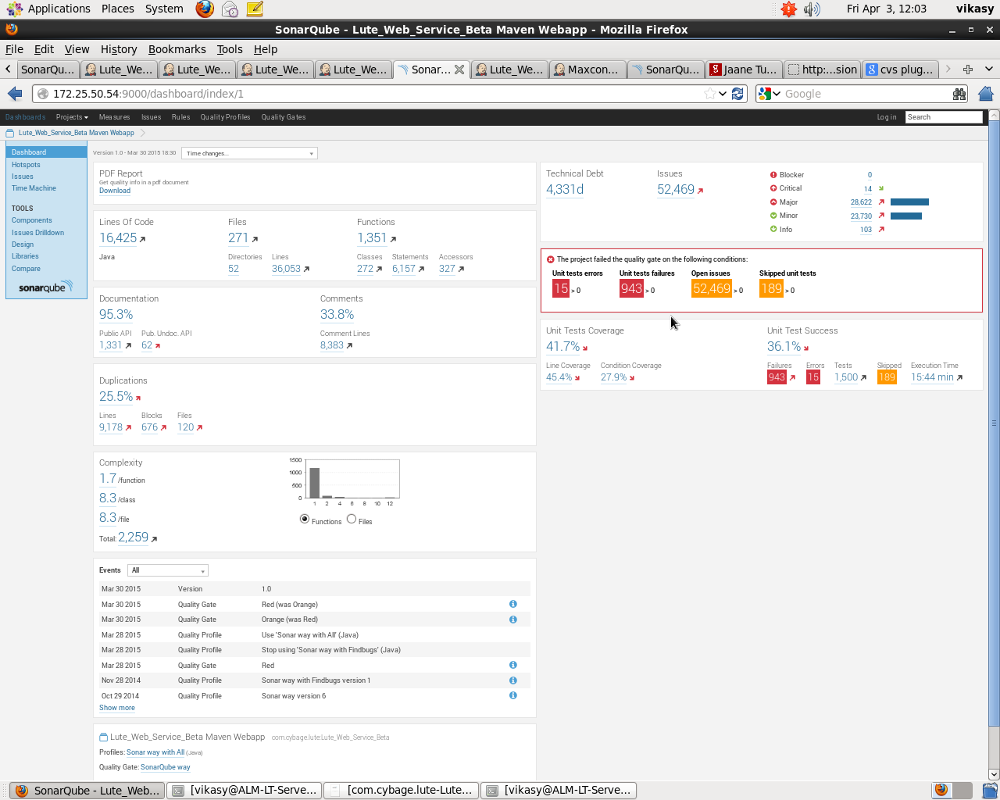 Applications Places System Fri Apr 3, 12:03 vikasy
SonarQube - Lute_Web_Service_Beta Maven Webapp - Mozilla Firefox
File Edit View History Bookmarks Tools Help
SonarQu... Lute_We... Lute_We... Lute_We... Lute_We... Sonar... Lute_We... Maxcon... SonarQu... Jaane Tu... http:...sion cvs plug...
172.25.50.54:9000/dashboard/index/1 Google
Dashboards Projects Measures Issues Rules Quality Profiles Quality Gates Log in Search
Lute_Web_Service_Beta Maven Webapp
Dashboard
Hotspots
Issues
Time Machine
TOOLS
Components
Issues Drilldown
Design
Libraries
Compare
sonarqube
Version 1.0 - Mar 30 2015 18:30 Time changes...
PDF Report
Get quality info in a pdf document
Download
Lines Of Code Files Functions
16,425 271 1,351
Java Directories Lines Classes Statements Accessors
52 36,053 272 6,157 327
Documentation Comments
95.3% 33.8%
Public API Pub. Undoc. API Comment Lines
1,331 62 8,383
Duplications
25.5%
Lines Blocks Files
9,178 676 120
Complexity
1.7 /function
8.3 /class
8.3 /file
Total: 2,259
1500
1000
500
0
1 2 4 6 8 10 12
Functions Files
Events All
Mar 30 2015 Version 1.0
Mar 30 2015 Quality Gate Red (was Orange)
Mar 30 2015 Quality Gate Orange (was Red)
Mar 28 2015 Quality Profile Use 'Sonar way with All' (Java)
Mar 28 2015 Quality Profile Stop using 'Sonar way with Findbugs' (Java)
Mar 28 2015 Quality Gate Red
Nov 28 2014 Quality Profile Sonar way with Findbugs version 1
Oct 29 2014 Quality Profile Sonar way version 6
Show more
Lute_Web_Service_Beta Maven Webapp com.cybage.lute:Lute_Web_Service_Beta
Profiles: Sonar way with All (Java)
Quality Gate: SonarQube way
Technical Debt Issues
4,331d 52,469
Blocker 0
Critical 14
Major 28,622
Minor 23,730
Info 103
The project failed the quality gate on the following conditions:
Unit tests errors Unit tests failures Open issues Skipped unit tests
15 > 0 943 > 0 52,469 > 0 189 > 0
Unit Tests Coverage Unit Test Success
41.7% 36.1%
Line Coverage Condition Coverage Failures Errors Tests Skipped Execution Time
45.4% 27.9% 943 15 1,500 189 15:44 min
SonarQube - Lute_Web... [vikasy@ALM-LT-Serve... [com.cybage.lute-Lute... [vikasy@ALM-LT-Serve...